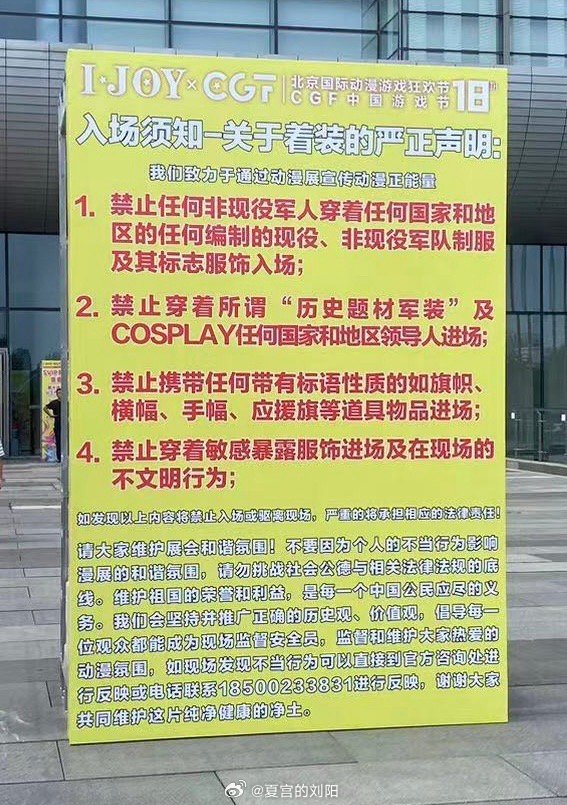 I·JOY×CGF 北京国际动漫游戏狂欢节 18
CGF中国游戏节
入场须知-关于着装的严正声明:
我们致力于通过动漫展宣传动漫正能量
1. 禁止任何非现役军人穿着任何国家和地
区的任何编制的现役、非现役军队制服
及其标志服饰入场;
2. 禁止穿着所谓“历史题材军装”及
COSPLAY任何国家和地区领导人进场;
3. 禁止携带任何带有标语性质的如旗帜、
横幅、手幅、应援旗等道具物品进场;
4. 禁止穿着敏感暴露服饰进场及在现场的
不文明行为;
如发现以上内容将禁止入场或驱离现场,严重的将承担相应的法律责任!
请大家维护展会和谐氛围!不要因为个人的不当行为影响
漫展的和谐氛围,请勿挑战社会公德与相关法律法规的底
线。维护祖国的荣誉和利益,是每一个中国公民应尽的义
务。我们会坚持并推广正确的历史观、价值观,倡导每一
位观众都能成为现场监督安全员,监督和维护大家热爱的
动漫氛围,如现场发现不当行为可以直接到官方咨询处进
行反映或电话联系18500233831进行反映,谢谢大家
共同维护这片纯净健康的净土。
@夏宫的刘阳